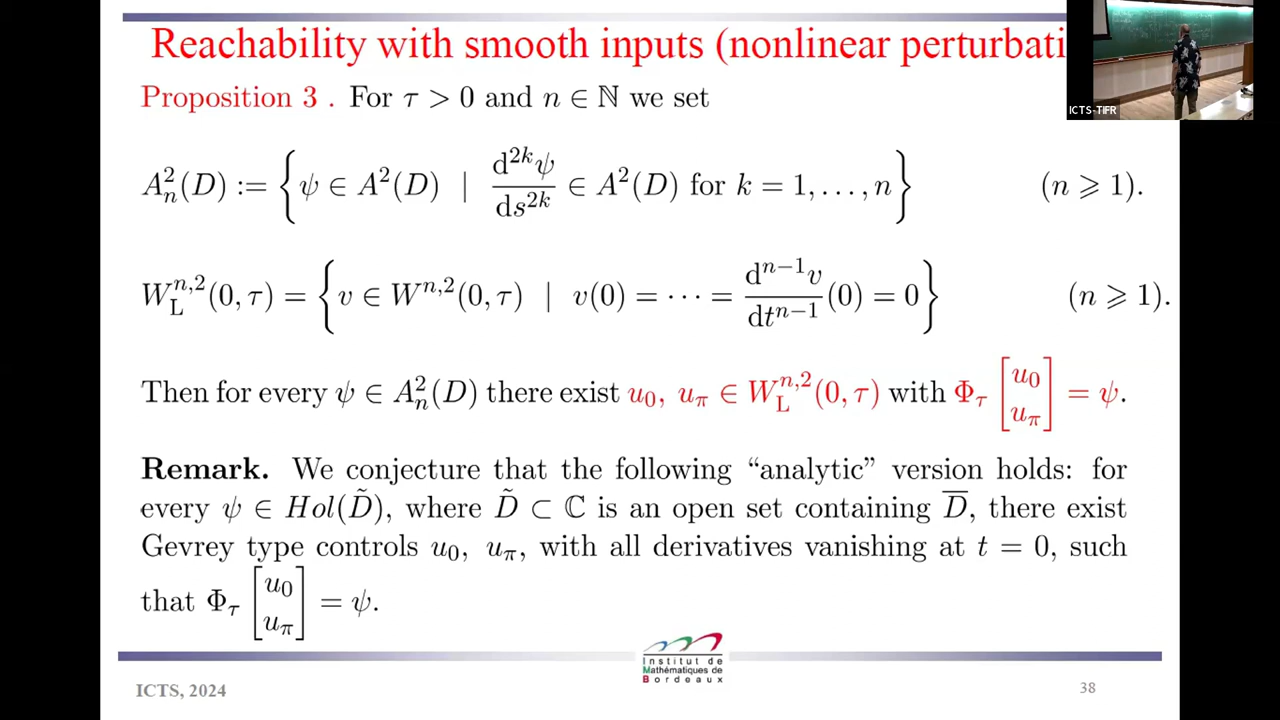 Reachability with smooth inputs (nonlinear perturbati
ICTS-TIFR
Proposition 3 . For τ > 0 and n ∈ ℕ we set
A²ₙ(D) := { ψ ∈ A²(D) | d²ᵏψ/ds²ᵏ ∈ A²(D) for k = 1, . . . , n } (n ⩾ 1).
W_L^{n,2}(0, τ) = { v ∈ W^{n,2}(0, τ) | v(0) = ⋯ = d^{n−1}v/dt^{n−1}(0) = 0 } (n ⩾ 1).
Then for every ψ ∈ A²ₙ(D) there exist u₀, u_π ∈ W_L^{n,2}(0, τ) with Φ_τ [u₀ u_π] = ψ.
Remark. We conjecture that the following “analytic” version holds: for
every ψ ∈ Hol(D̃), where D̃ ⊂ ℂ is an open set containing D̅, there exist
Gevrey type controls u₀, u_π, with all derivatives vanishing at t = 0, such
that Φ_τ [u₀ u_π] = ψ.
Institut de
Mathématiques de
Bordeaux
ICTS, 2024
38